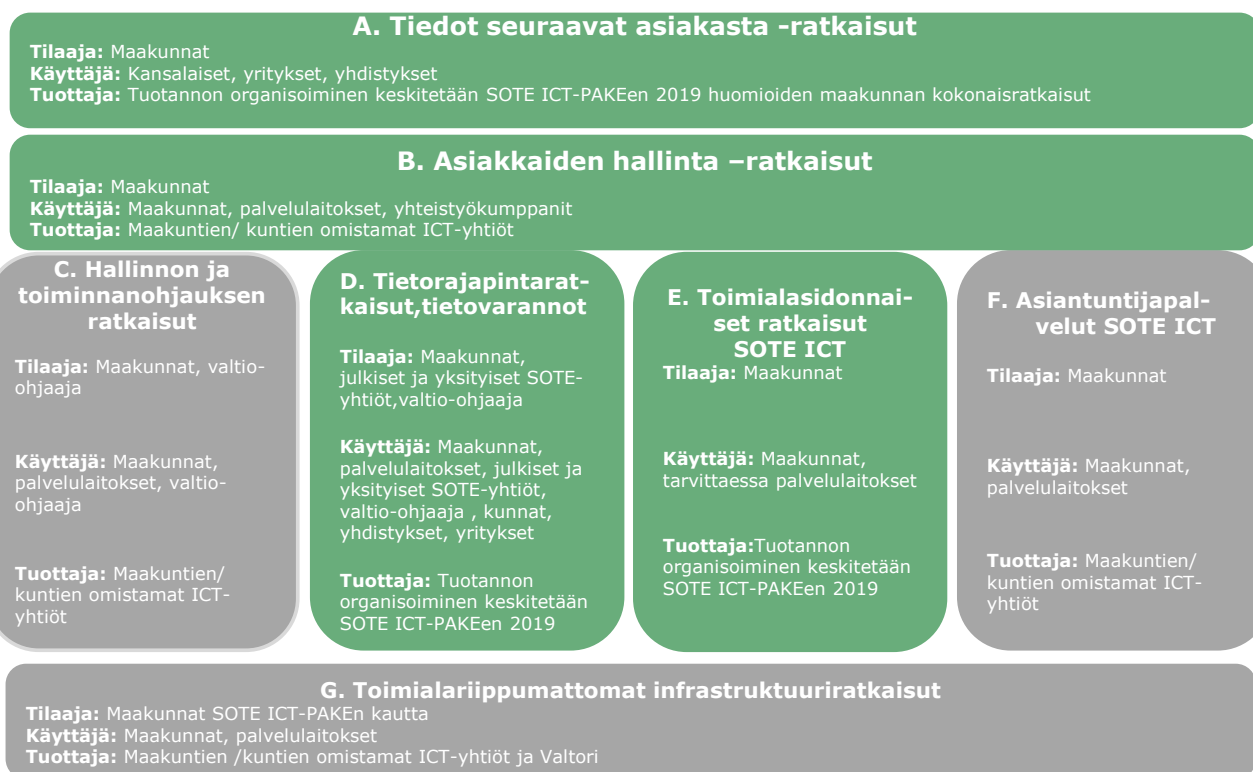 A. Tiedot seuraavat asiakasta -ratkaisut
Tilaaja: Maakunnat
Käyttäjä: Kansalaiset, yritykset, yhdistykset
Tuottaja: Tuotannon organisoiminen keskitetään SOTE ICT-PAKEen 2019 huomioiden maakunnan kokonaisratkaisut
B. Asiakkaiden hallinta –ratkaisut
Tilaaja: Maakunnat
Käyttäjä: Maakunnat, palvelulaitokset, yhteistyökumppanit
Tuottaja: Maakuntien/ kuntien omistamat ICT-yhtiöt
C. Hallinnon ja
toiminnanohjauksen
ratkaisut
Tilaaja: Maakunnat, valtio-
ohjaaja
Käyttäjä: Maakunnat,
palvelulaitokset, valtio-
ohjaaja
Tuottaja: Maakuntien/
kuntien omistamat ICT-
yhtiöt
D. Tietorajapintarat-
kaisut,tietovarannot
Tilaaja: Maakunnat,
julkiset ja yksityiset SOTE-
yhtiöt,valtio-ohjaaja
Käyttäjä: Maakunnat,
palvelulaitokset, julkiset ja
yksityiset SOTE-yhtiöt,
valtio-ohjaaja , kunnat,
yhdistykset, yritykset
Tuottaja: Tuotannon
organisoiminen keskitetään
SOTE ICT-PAKEen 2019
E. Toimialasidonnai-
set ratkaisut
SOTE ICT
Tilaaja: Maakunnat
Käyttäjä: Maakunnat,
tarvittaessa palvelulaitokset
Tuottaja:Tuotannon
organisoiminen keskitetään
SOTE ICT-PAKEen 2019
F. Asiantuntijapal-
velut SOTE ICT
Tilaaja: Maakunnat
Käyttäjä: Maakunnat,
palvelulaitokset
Tuottaja: Maakuntien/
kuntien omistamat ICT-
yhtiöt
G. Toimialariippumattomat infrastruktuuriratkaisut
Tilaaja: Maakunnat SOTE ICT-PAKEn kautta
Käyttäjä: Maakunnat, palvelulaitokset
Tuottaja: Maakuntien /kuntien omistamat ICT-yhtiöt ja Valtori